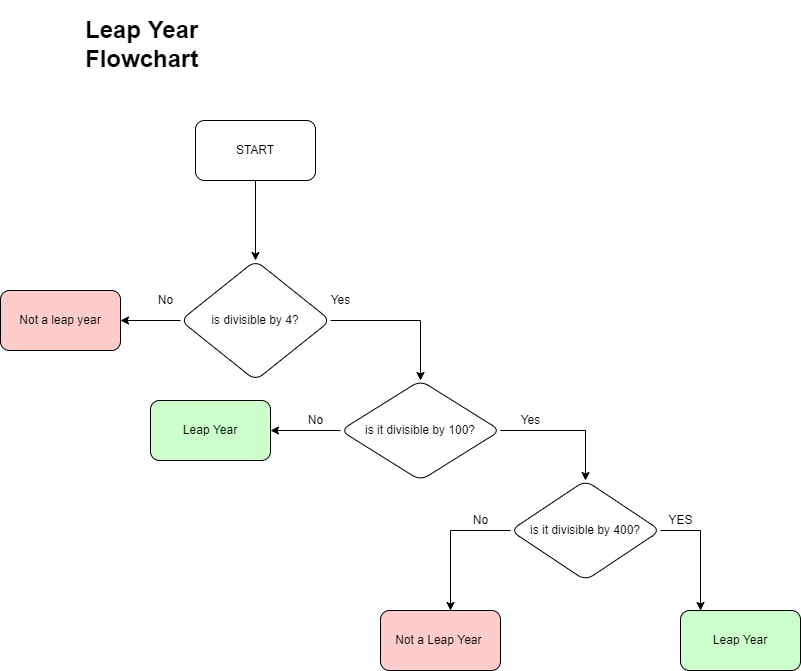 Leap Year
Flowchart
START
No
Yes
Not a leap year
is divisible by 4?
No
Yes
Leap Year
is it divisible by 100?
No
YES
is it divisible by 400?
Not a Leap Year
Leap Year